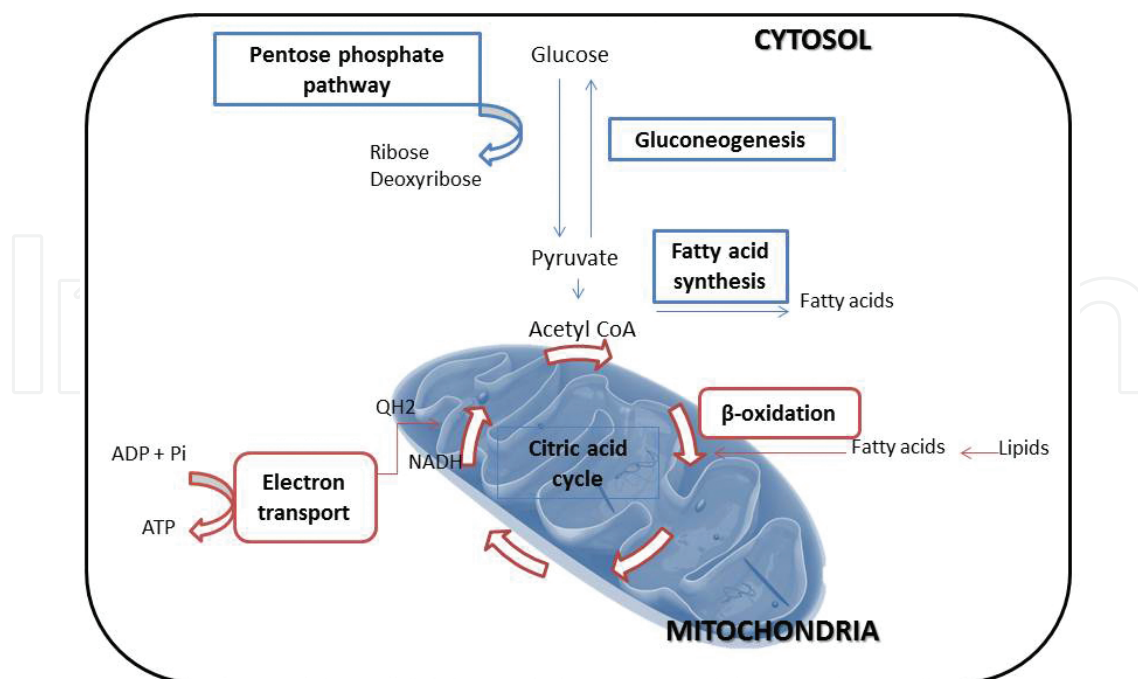 CYTOSOL
Pentose phosphate
pathway
Glucose
Gluconeogenesis
Ribose
Deoxyribose
Pyruvate
Fatty acid
synthesis
Fatty acids
Acetyl CoA
QH2
β-oxidation
ADP + Pi
NADH
Citric acid
cycle
Fatty acids
Lipids
Electron
transport
ATP
MITOCHONDRIA